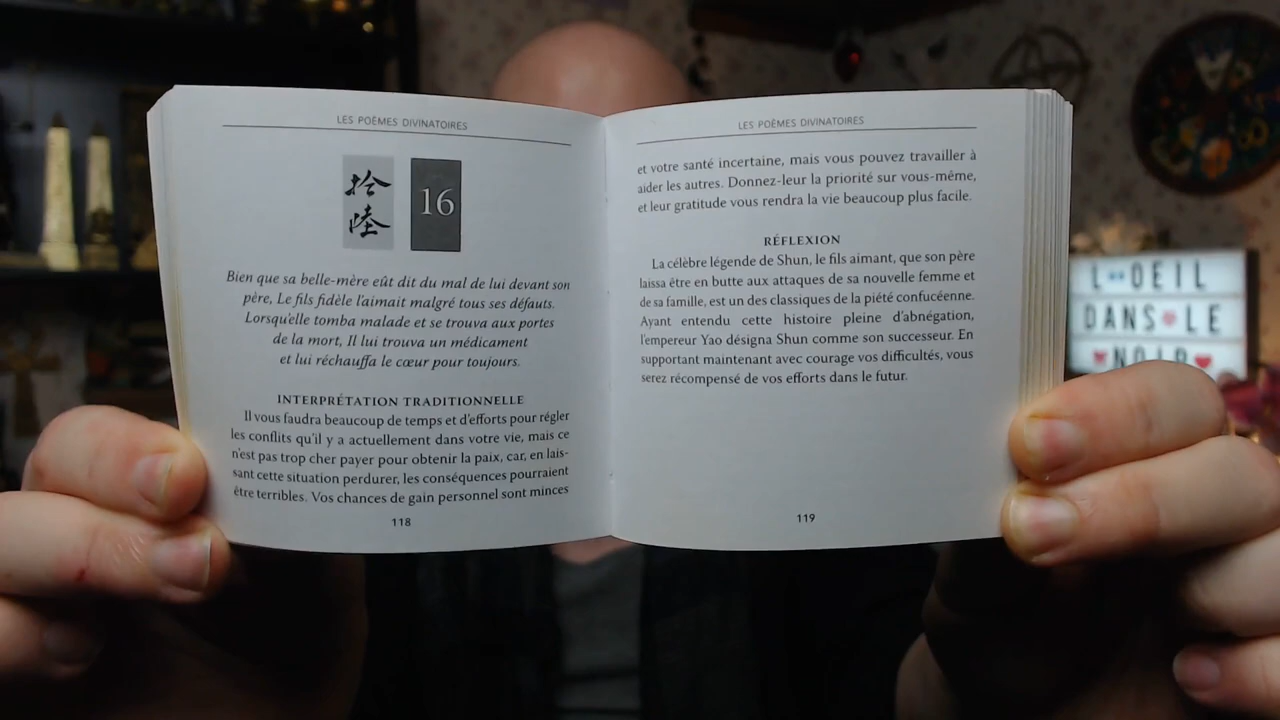 LES POÈMES DIVINATOIRES
拾
陸
16
Bien que sa belle-mère eût dit du mal de lui devant son
père, Le fils fidèle l'aimait malgré tous ses défauts.
Lorsqu'elle tomba malade et se trouva aux portes
de la mort, Il lui trouva un médicament
et lui réchauffa le cœur pour toujours.
INTERPRÉTATION TRADITIONNELLE
Il vous faudra beaucoup de temps et d'efforts pour régler
les conflits qu'il y a actuellement dans votre vie, mais ce
n'est pas trop cher payer pour obtenir la paix, car, en lais-
sant cette situation perdurer, les conséquences pourraient
être terribles. Vos chances de gain personnel sont minces
118
LES POÈMES DIVINATOIRES
et votre santé incertaine, mais vous pouvez travailler à
aider les autres. Donnez-leur la priorité sur vous-même,
et leur gratitude vous rendra la vie beaucoup plus facile.
RÉFLEXION
La célèbre légende de Shun, le fils aimant, que son père
laissa être en butte aux attaques de sa nouvelle femme et
de sa famille, est un des classiques de la piété confucéenne.
Ayant entendu cette histoire pleine d'abnégation,
l'empereur Yao désigna Shun comme son successeur. En
supportant maintenant avec courage vos difficultés, vous
serez récompensé de vos efforts dans le futur.
119
L OEIL
DANS LE
NOIR